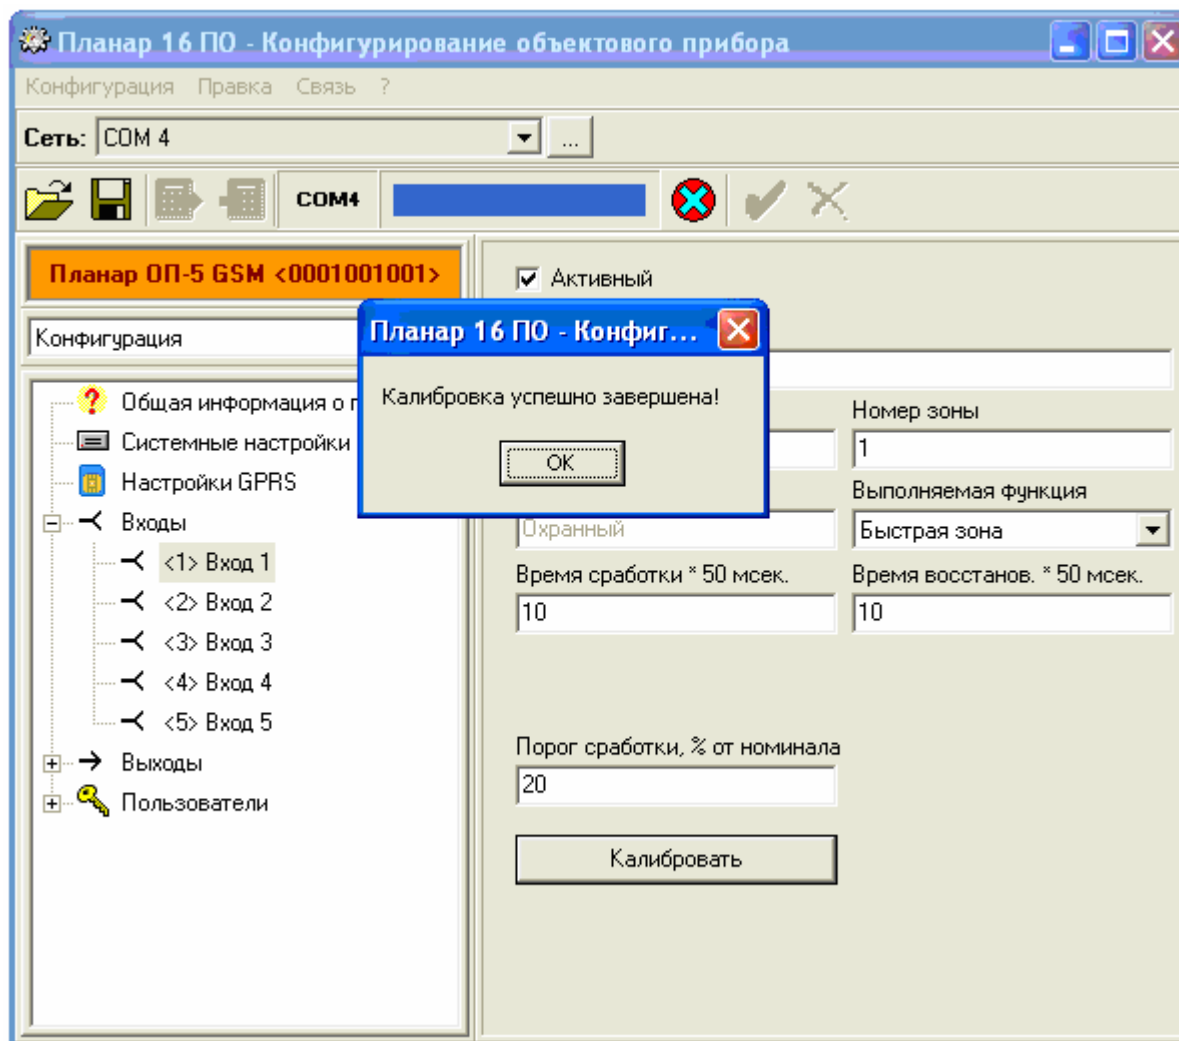 Планар 16 ПО - Конфигурирование объектового прибора
Конфигурация Правка Связь ?
Сеть: COM 4 ...
COM4
Планар ОП-5 GSM <0001001001>
Конфигурация
Общая информация о
Системные настройки
Настройки GPRS
Входы
<1> Вход 1
<2> Вход 2
<3> Вход 3
<4> Вход 4
<5> Вход 5
Выходы
Пользователи
Активный
Номер зоны
1
Выполняемая функция
Охранный
Быстрая зона
Время сработки * 50 мсек.
Время восстанов. * 50 мсек.
10
10
Порог сработки, % от номинала
20
Калибровать
Планар 16 ПО - Конфиг...
Калибровка успешно завершена!
OK